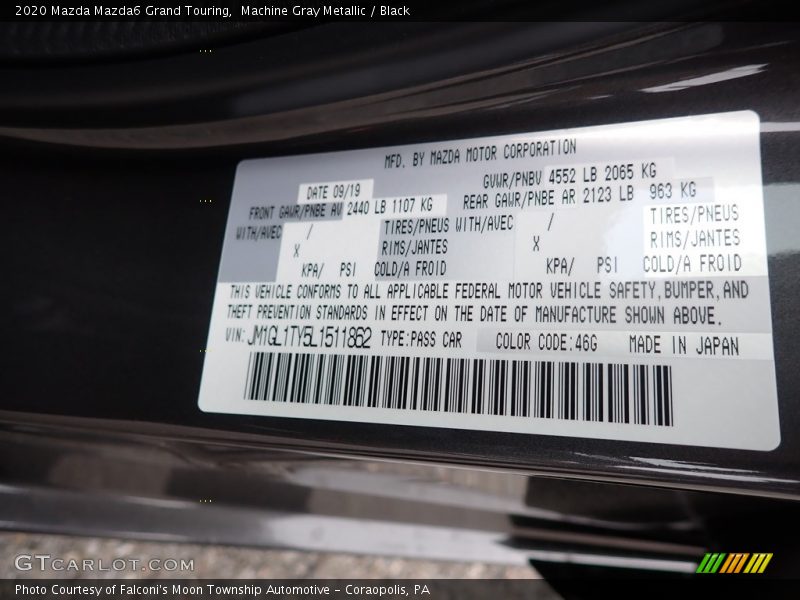 2020 Mazda Mazda6 Grand Touring, Machine Gray Metallic / Black
MFD. BY MAZDA MOTOR CORPORATION
DATE 09/19 GVWR/PNBV 4552 LB 2065 KG
FRONT GAWR/PNBE AV 2440 LB 1107 KG REAR GAWR/PNBE AR 2123 LB 963 KG
WITH/AVEC / TIRES/PNEUS WITH/AVEC / TIRES/PNEUS
X RIMS/JANTES X RIMS/JANTES
KPA/ PSI COLD/A FROID KPA/ PSI COLD/A FROID
THIS VEHICLE CONFORMS TO ALL APPLICABLE FEDERAL MOTOR VEHICLE SAFETY, BUMPER, AND
THEFT PREVENTION STANDARDS IN EFFECT ON THE DATE OF MANUFACTURE SHOWN ABOVE.
VIN: JM1GL1TY5L1511862 TYPE:PASS CAR COLOR CODE:46G MADE IN JAPAN
GTCARLOT.COM
Photo Courtesy of Falconi's Moon Township Automotive - Coraopolis, PA